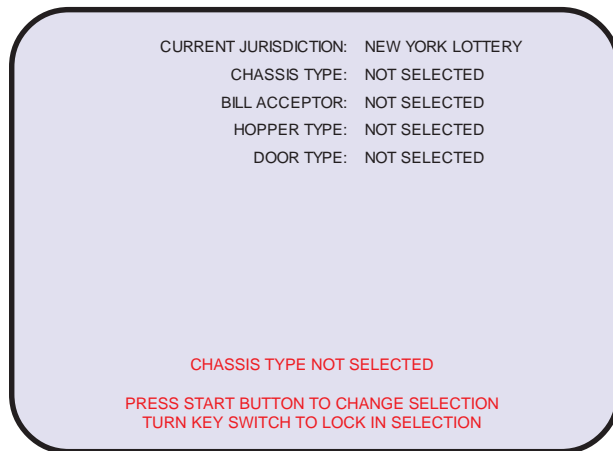 CURRENT JURISDICTION: NEW YORK LOTTERY
CHASSIS TYPE: NOT SELECTED
BILL ACCEPTOR: NOT SELECTED
HOPPER TYPE: NOT SELECTED
DOOR TYPE: NOT SELECTED
CHASSIS TYPE NOT SELECTED
PRESS START BUTTON TO CHANGE SELECTION
TURN KEY SWITCH TO LOCK IN SELECTION